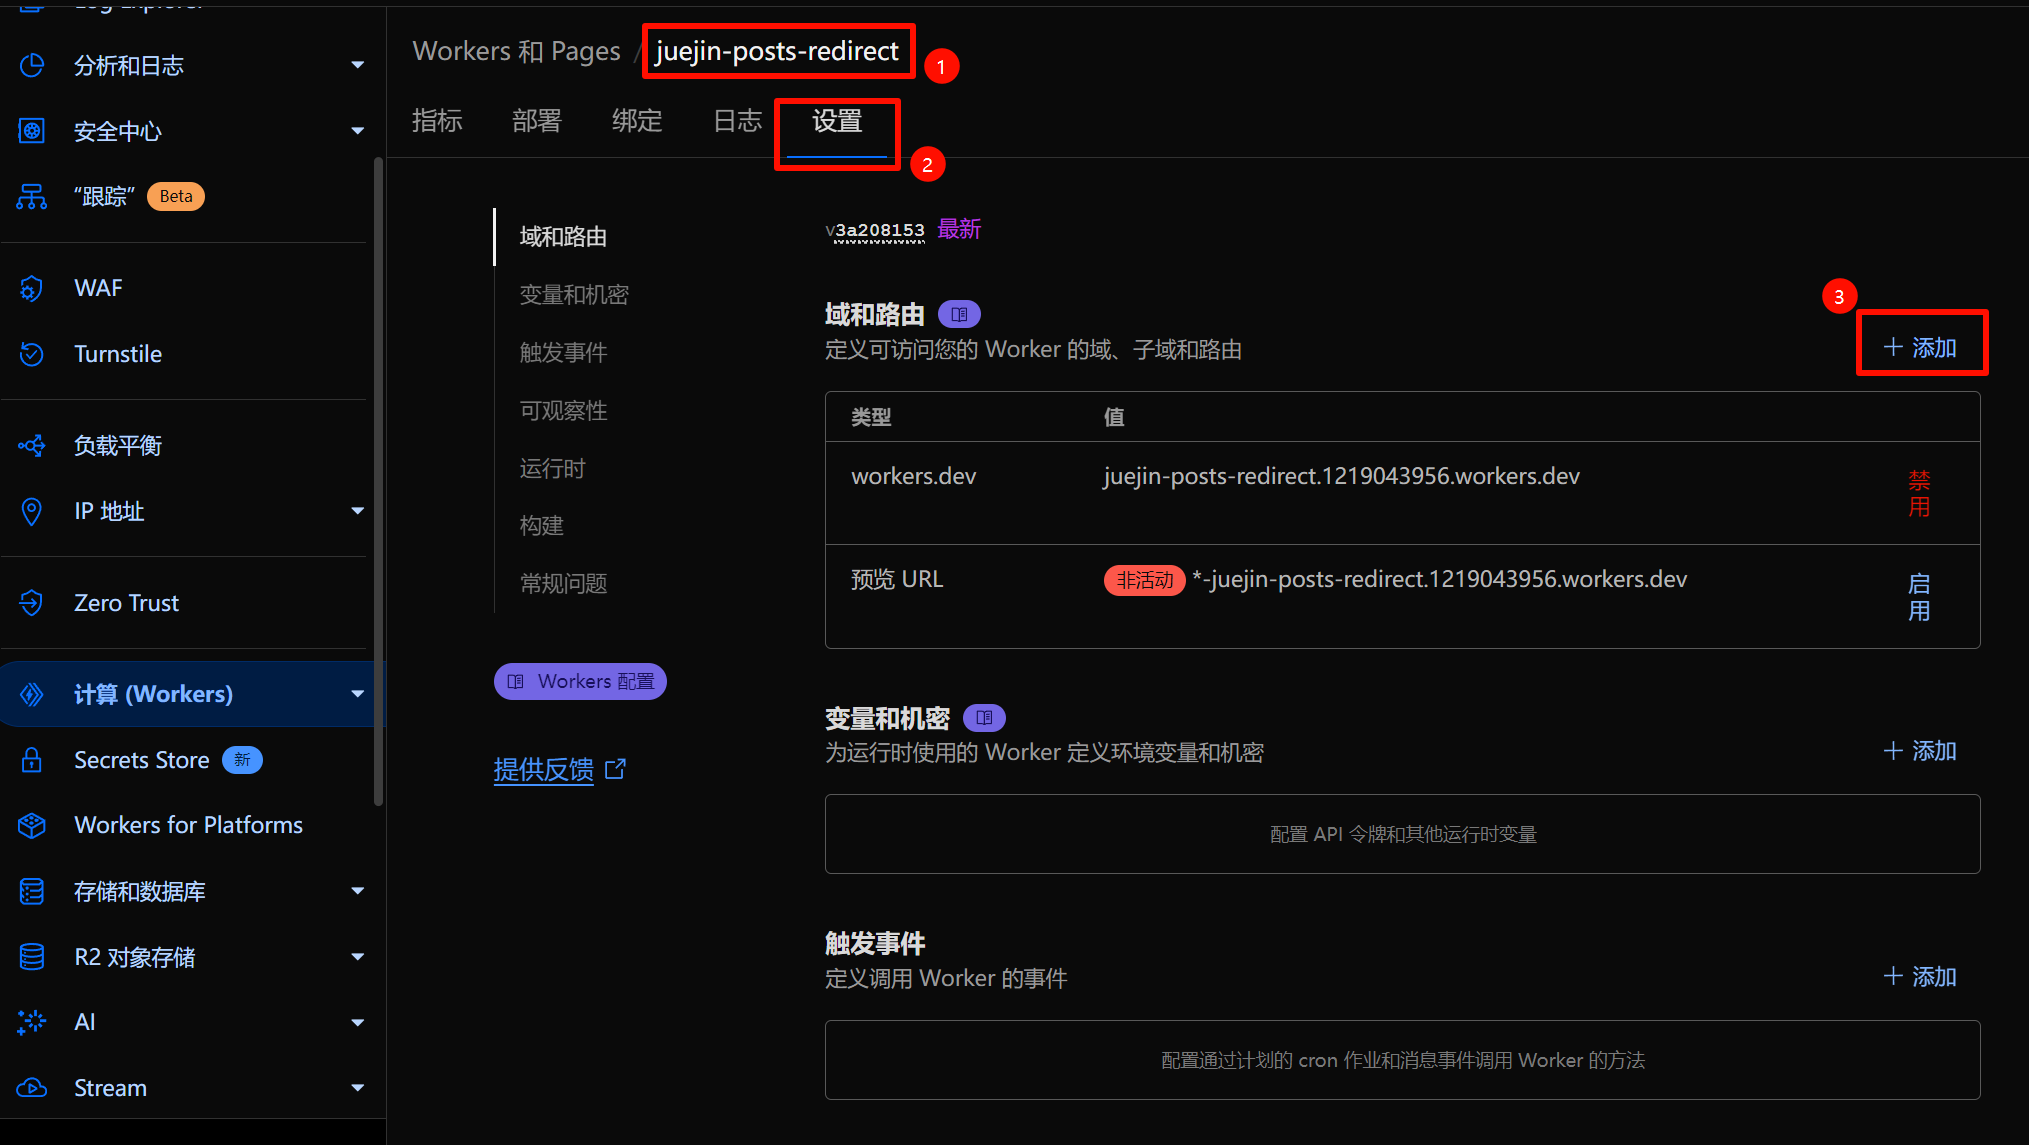 Log Explorer
分析和日志
安全中心
“跟踪” Beta
WAF
Turnstile
负载平衡
IP 地址
Zero Trust
计算 (Workers)
Secrets Store 新
Workers for Platforms
存储和数据库
R2 对象存储
AI
Stream
Workers 和 Pages / juejin-posts-redirect 1
指标 部署 绑定 日志 设置 2
域和路由
变量和机密
触发事件
可观察性
运行时
构建
常规问题
Workers 配置
提供反馈
v3a208153 最新
域和路由
定义可访问您的 Worker 的域、子域和路由
3
+ 添加
类型 值
workers.dev juejin-posts-redirect.1219043956.workers.dev 禁用
预览 URL 非活动 *-juejin-posts-redirect.1219043956.workers.dev 启用
变量和机密
为运行时使用的 Worker 定义环境变量和机密
+ 添加
配置 API 令牌和其他运行时变量
触发事件
定义调用 Worker 的事件
+ 添加
配置通过计划的 cron 作业和消息事件调用 Worker 的方法